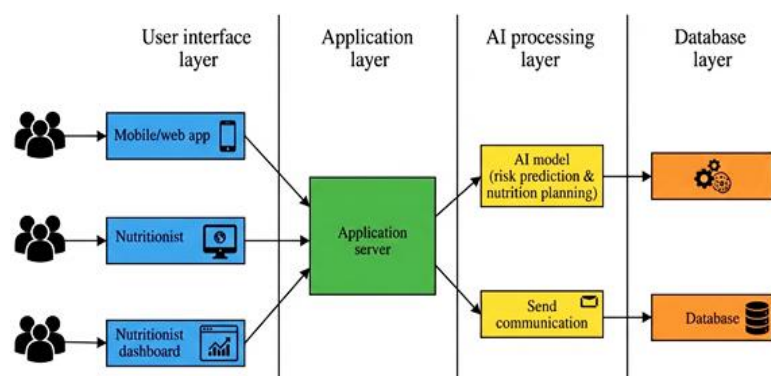 User interface
layer
Application
layer
AI processing
layer
Database
layer
Mobile/web app
Nutritionist
Nutritionist
dashboard
Application
server
AI model
(risk prediction &
nutrition planning)
Send
communication
Database